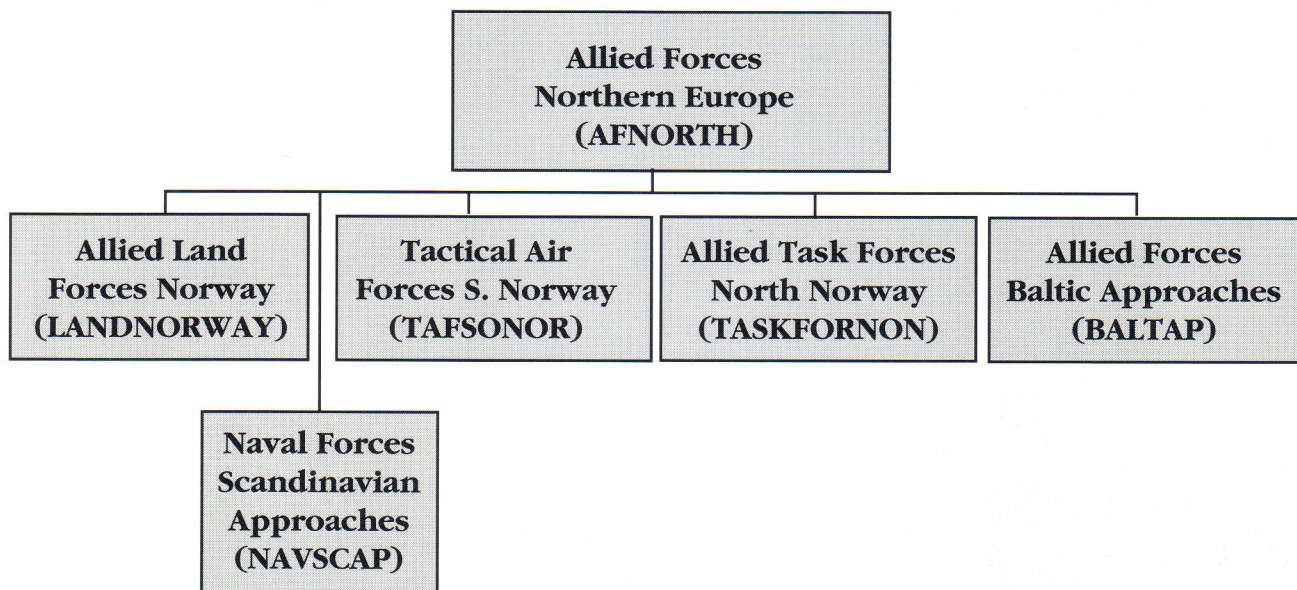 Allied Forces
Northern Europe
(AFNORTH)
Allied Land
Forces Norway
(LANDNORWAY)
Tactical Air
Forces S. Norway
(TAFSONOR)
Allied Task Forces
North Norway
(TASKFORNON)
Allied Forces
Baltic Approaches
(BALTAP)
Naval Forces
Scandinavian
Approaches
(NAVSCAP)